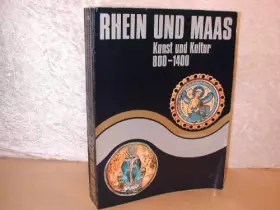 RHEIN UND MAAS
Kunst und Kultur
800-1400